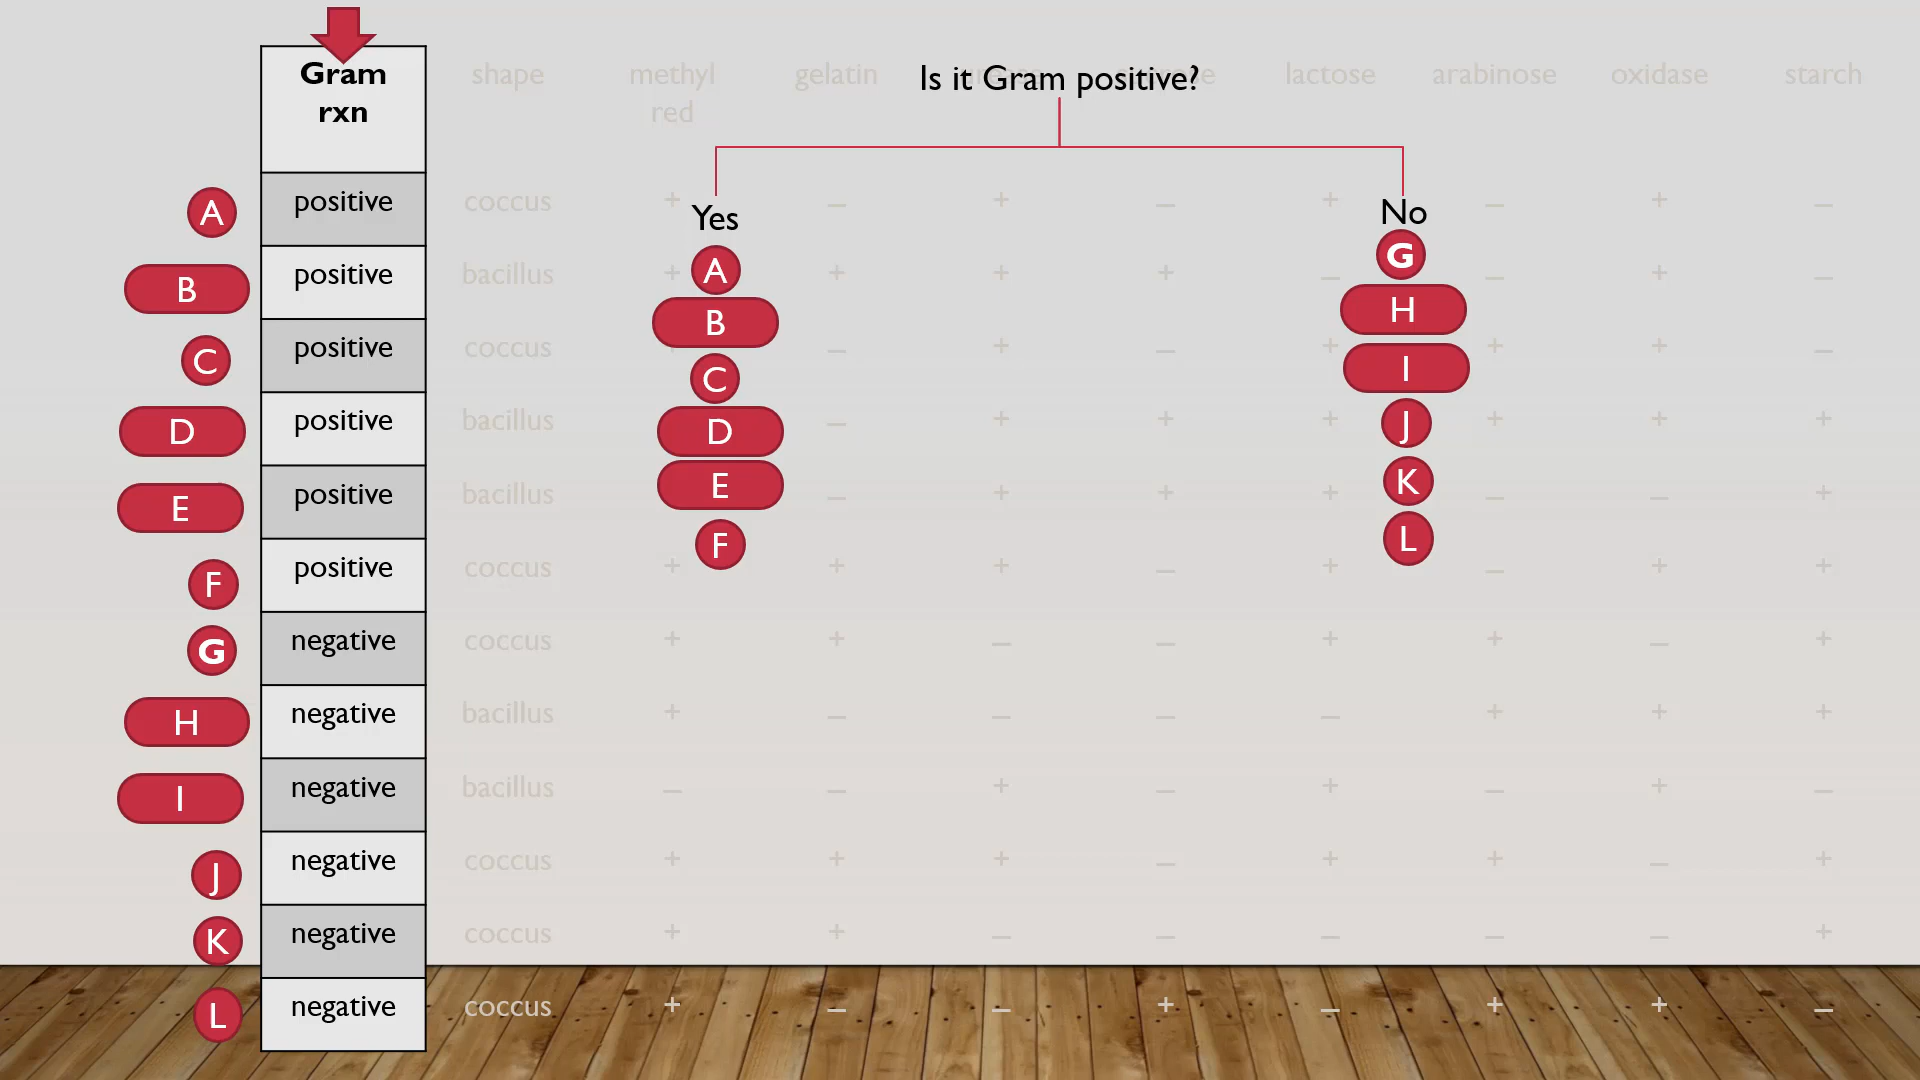 Gram rxn
shape
methyl red
gelatin
lactose
arabinose
oxidase
starch
A positive coccus + – + – + – + –
B positive bacillus + + + + – – + –
C positive coccus – + – + + + –
D positive bacillus – + + + + + +
E positive bacillus – + + + – – +
F positive coccus + + + – + – + +
G negative coccus + + – – + + – +
H negative bacillus + – – – – + + +
I negative bacillus – – + – + – + –
J negative coccus + + + – + + – +
K negative coccus + + – – – – – +
L negative coccus + – – + – + + –
Is it Gram positive?
Yes
A
B
C
D
E
F
No
G
H
I
J
K
L